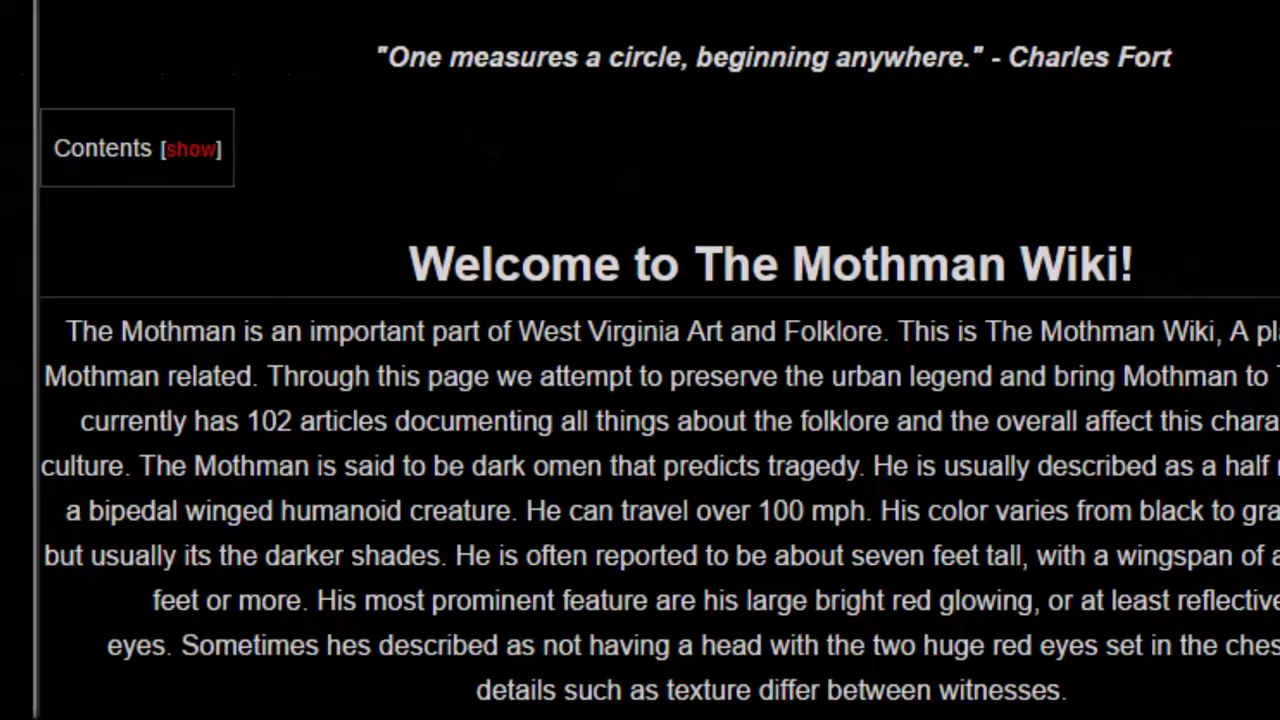 "One measures a circle, beginning anywhere." - Charles Fort
Contents [show]
Welcome to The Mothman Wiki!
The Mothman is an important part of West Virginia Art and Folklore. This is The Mothman Wiki, A
Mothman related. Through this page we attempt to preserve the urban legend and bring Mothman to
currently has 102 articles documenting all things about the folklore and the overall affect this
culture. The Mothman is said to be dark omen that predicts tragedy. He is usually described as a half
a bipedal winged humanoid creature. He can travel over 100 mph. His color varies from black to
but usually its the darker shades. He is often reported to be about seven feet tall, with a wingspan of
feet or more. His most prominent feature are his large bright red glowing, or at least reflective
eyes. Sometimes hes described as not having a head with the two huge red eyes set in the
details such as texture differ between witnesses.